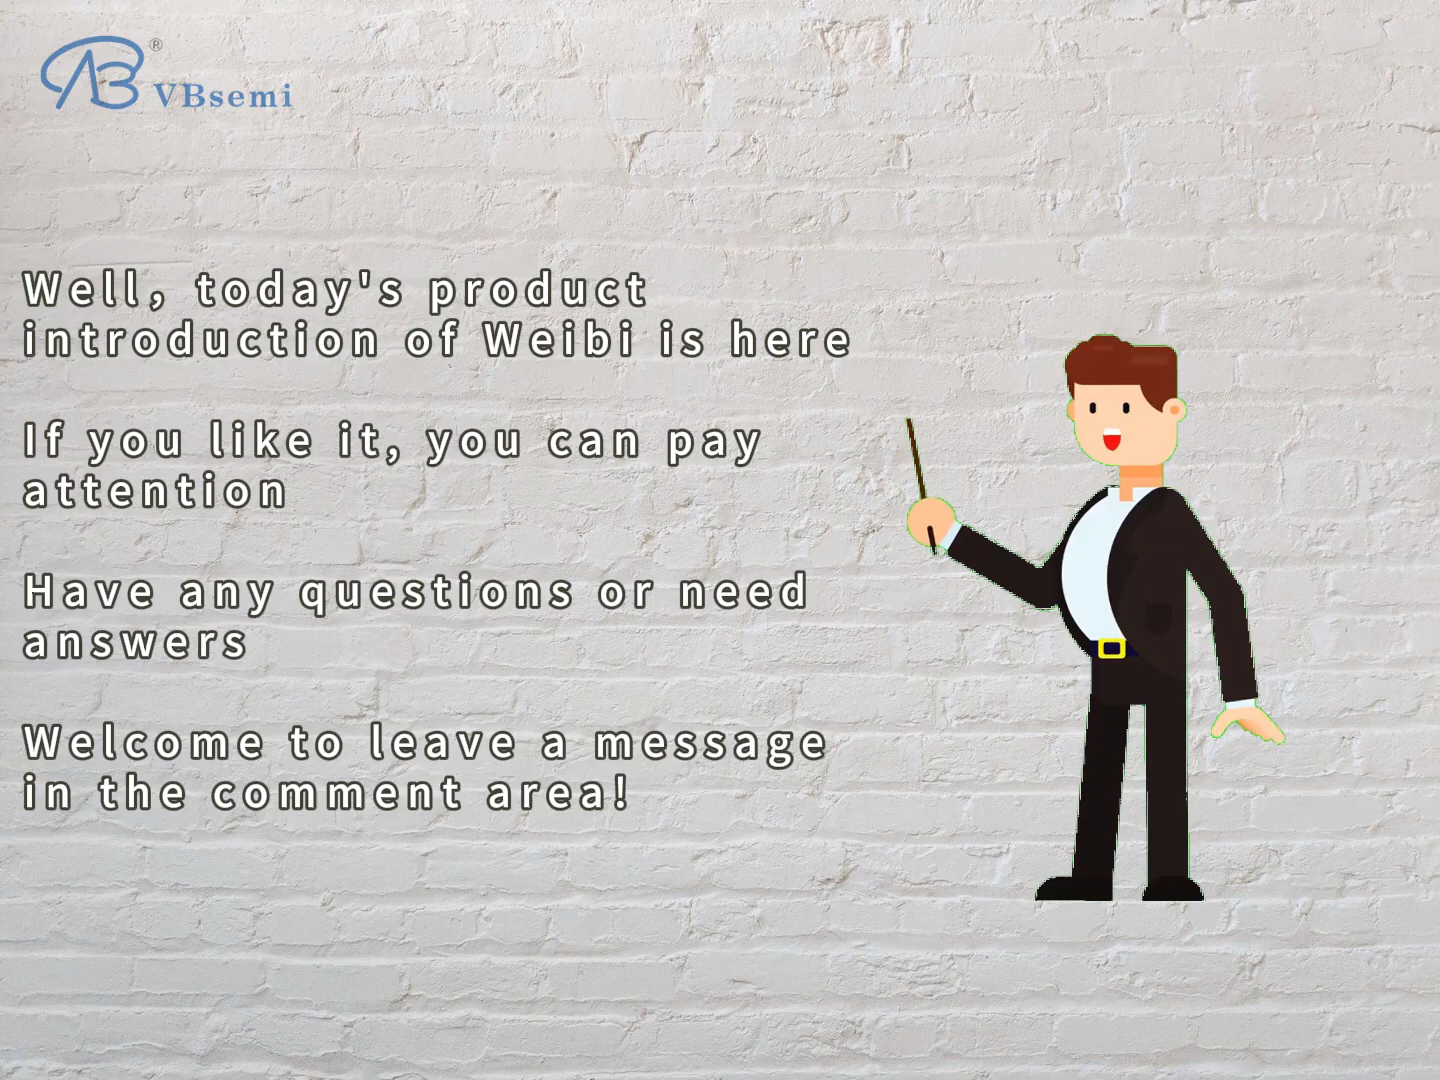 ®
VBsemi
Well, today's product
introduction of Weibi is here
If you like it, you can pay
attention
Have any questions or need
answers
Welcome to leave a message
in the comment area!